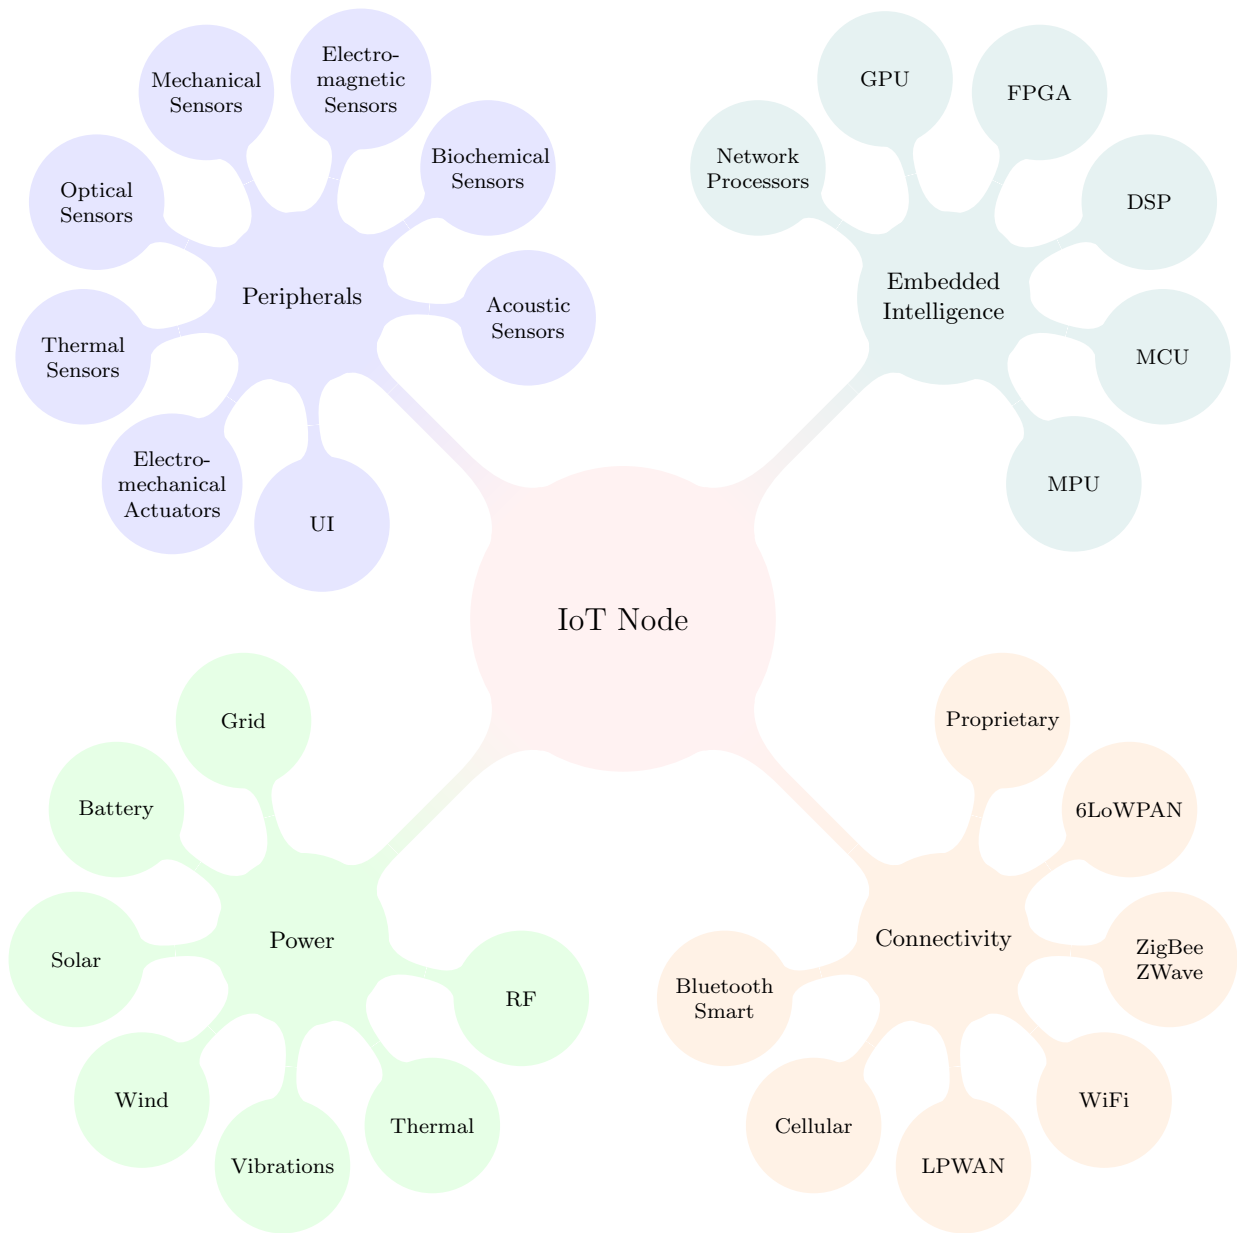 Electro-
magnetic
Sensors
Mechanical
Sensors
Biochemical
Sensors
Optical
Sensors
Peripherals
Acoustic
Sensors
Thermal
Sensors
Electro-
mechanical
Actuators
UI
GPU
FPGA
Network
Processors
DSP
Embedded
Intelligence
MCU
MPU
IoT Node
Grid
Battery
Solar
Power
RF
Wind
Thermal
Vibrations
Proprietary
6LoWPAN
Connectivity
ZigBee
ZWave
Bluetooth
Smart
WiFi
Cellular
LPWAN